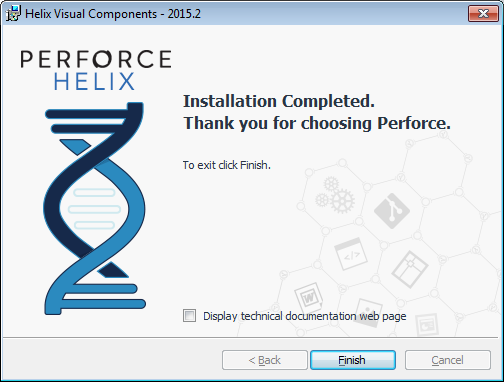 Helix Visual Components - 2015.2
PERFORCE
HELIX
Installation Completed.
Thank you for choosing Perforce.
To exit click Finish.
</>
W
Display technical documentation web page
< Back
Finish
Cancel